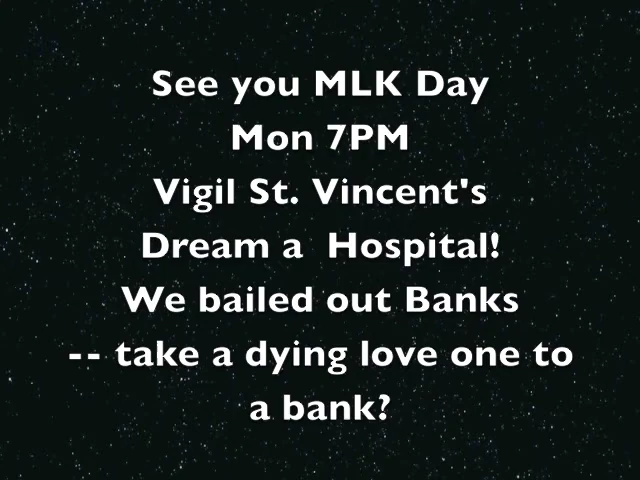 See you MLK Day
Mon 7PM
Vigil St. Vincent's
Dream a  Hospital!
We bailed out Banks
-- take a dying love one to
a bank?